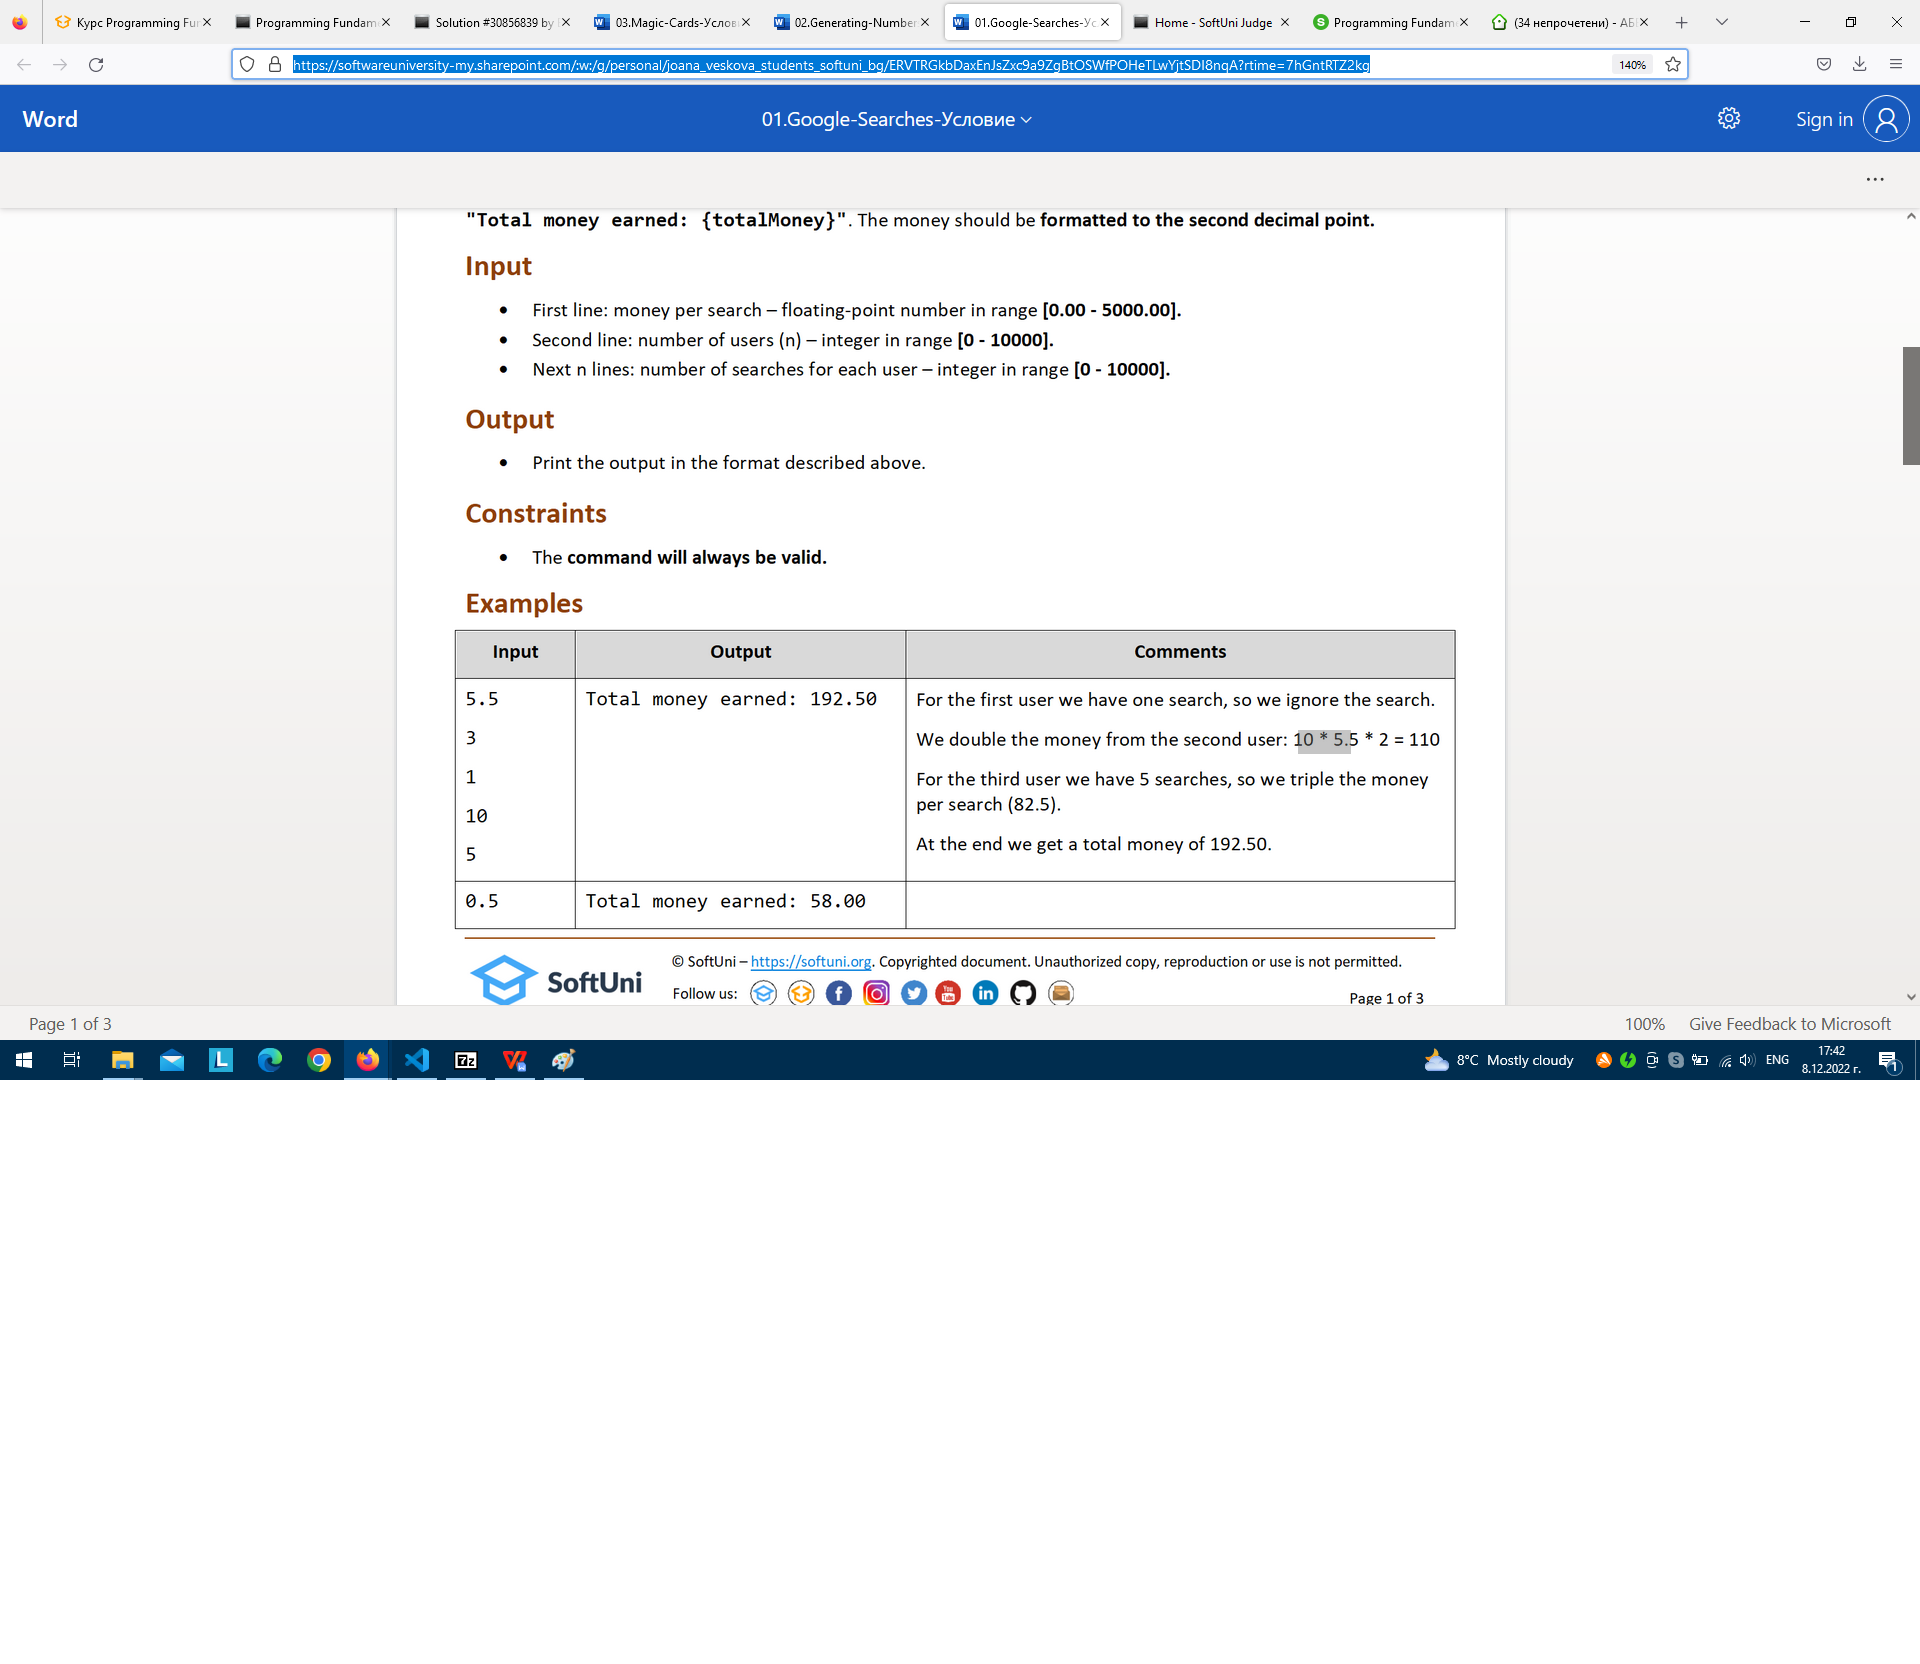 Курс Programming Fu
Programming Fundam
Solution #30856839 by
03.Magic-Cards-Услов
02.Generating-Number
01.Google-Searches-Ус
Home - SoftUni Judge
Programming Fundam
(34 непрочетени) - АБ
https://softwareuniversity-my.sharepoint.com/:w:/g/personal/joana_veskova_students_softuni_bg/ERVTRGkbDaxEnJsZxc9a9ZgBtOSWfPOHeTLwYjtSDI8nqA?rtime=7hGntRTZ2kg
140%
Word
01.Google-Searches-Условие
Sign in
"Total money earned: {totalMoney}". The money should be formatted to the second decimal point.
Input
• First line: money per search – floating-point number in range [0.00 - 5000.00].
• Second line: number of users (n) – integer in range [0 - 10000].
• Next n lines: number of searches for each user – integer in range [0 - 10000].
Output
• Print the output in the format described above.
Constraints
• The command will always be valid.
Examples
Input Output Comments
5.5
3
1
10
5
Total money earned: 192.50
For the first user we have one search, so we ignore the search.
We double the money from the second user: 10 * 5.5 * 2 = 110
For the third user we have 5 searches, so we triple the money
per search (82.5).
At the end we get a total money of 192.50.
0.5 Total money earned: 58.00
SoftUni
© SoftUni – https://softuni.org. Copyrighted document. Unauthorized copy, reproduction or use is not permitted.
Follow us:
Page 1 of 3
Page 1 of 3
100% Give Feedback to Microsoft
8°C Mostly cloudy
ENG
17:42
8.12.2022 г.
1